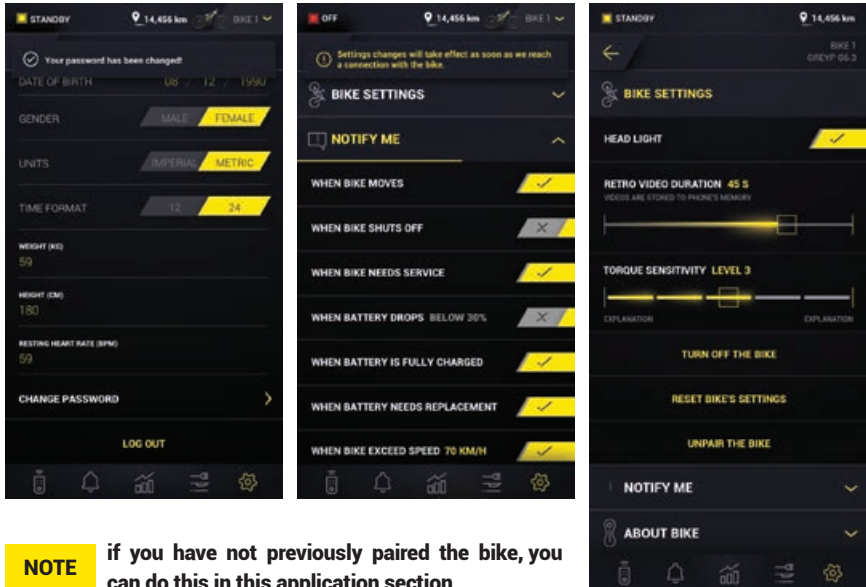 STANDBY
14,456 km
BIKE 1
Your password has been changed!
DATE OF BIRTH 08 / 12 / 1990
GENDER MALE FEMALE
UNITS IMPERIAL METRIC
TIME FORMAT 12 24
WEIGHT (KG)
59
HEIGHT (CM)
180
RESTING HEART RATE (BPM)
59
CHANGE PASSWORD
LOG OUT
OFF
14,456 km
BIKE 1
Settings changes will take effect as soon as we reach
a connection with the bike.
BIKE SETTINGS
NOTIFY ME
WHEN BIKE MOVES
WHEN BIKE SHUTS OFF
WHEN BIKE NEEDS SERVICE
WHEN BATTERY DROPS BELOW 30%
WHEN BATTERY IS FULLY CHARGED
WHEN BATTERY NEEDS REPLACEMENT
WHEN BIKE EXCEED SPEED 70 KM/H
STANDBY
14,456 km
BIKE 1
GREYP G6.3
BIKE SETTINGS
HEAD LIGHT
RETRO VIDEO DURATION 45 S
VIDEOS ARE STORED TO PHONE'S MEMORY
TORQUE SENSITIVITY LEVEL 3
EXPLANATION EXPLANATION
TURN OFF THE BIKE
RESET BIKE'S SETTINGS
UNPAIR THE BIKE
NOTIFY ME
ABOUT BIKE
NOTE
if you have not previously paired the bike, you
can do this in this application section.